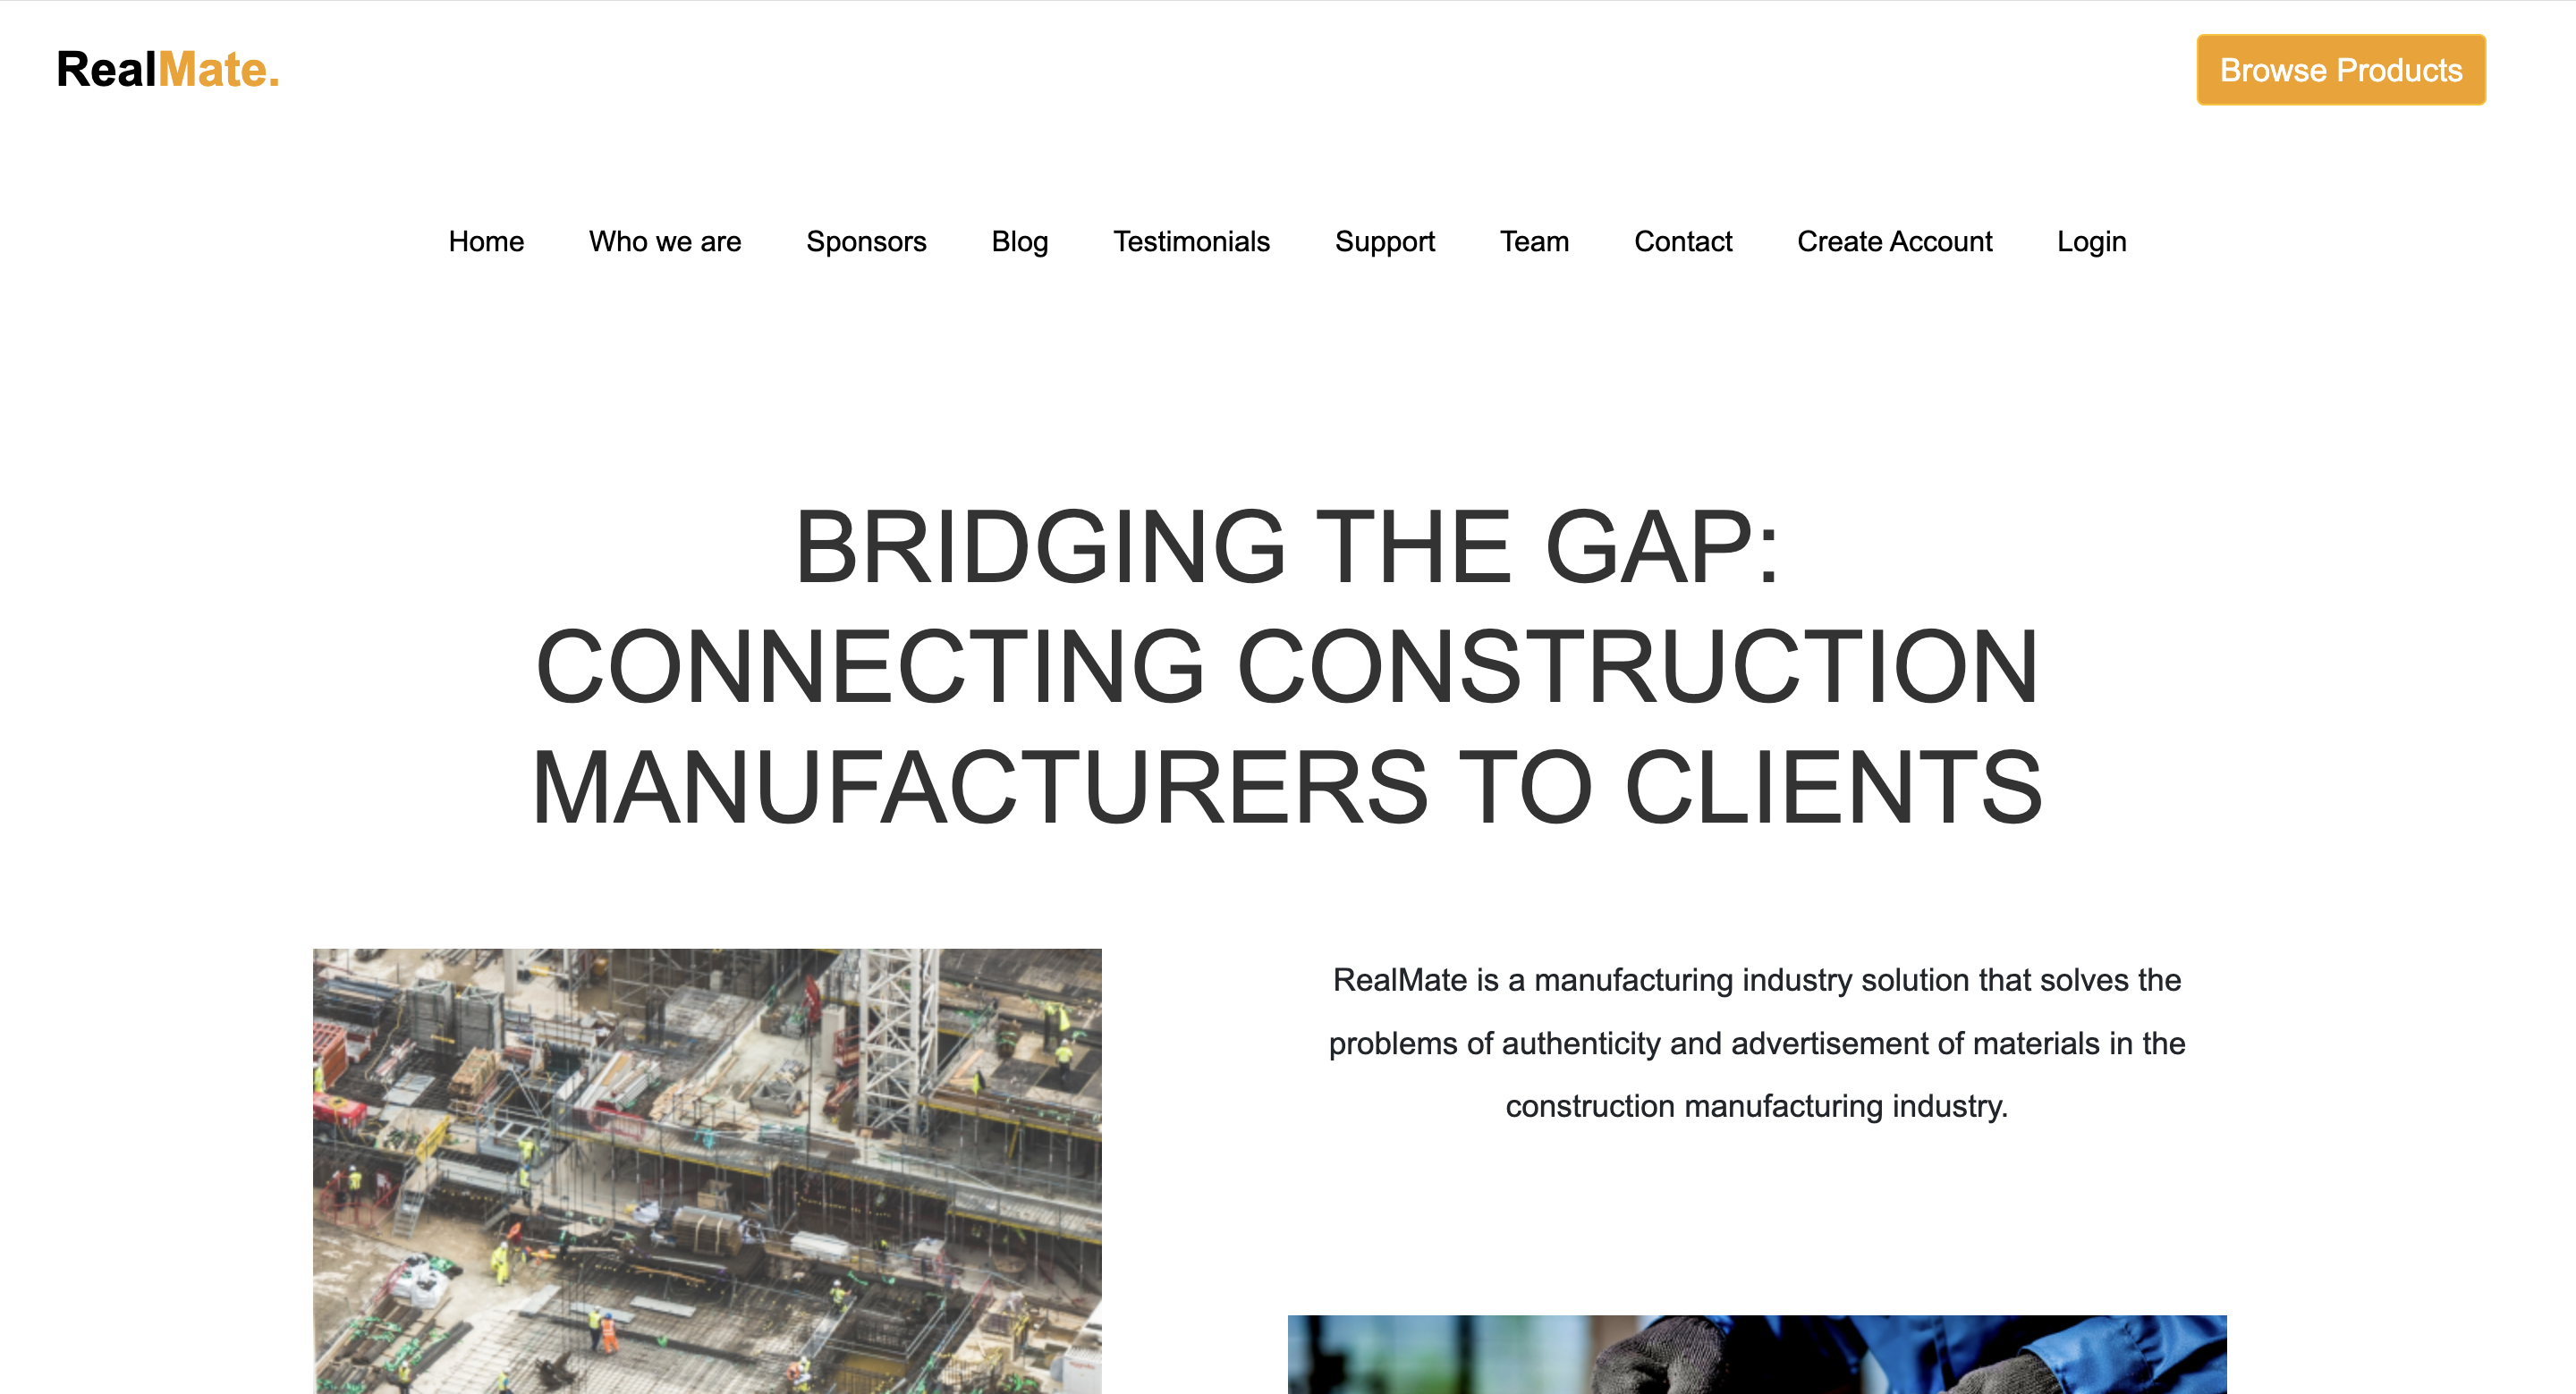 RealMate.
Browse Products
Home Who we are Sponsors Blog Testimonials Support Team Contact Create Account Login
BRIDGING THE GAP:
CONNECTING CONSTRUCTION
MANUFACTURERS TO CLIENTS
RealMate is a manufacturing industry solution that solves the
problems of authenticity and advertisement of materials in the
construction manufacturing industry.